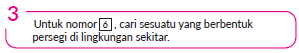 3
Untuk nomor 6, cari sesuatu yang berbentuk
persegi di lingkungan sekitar.